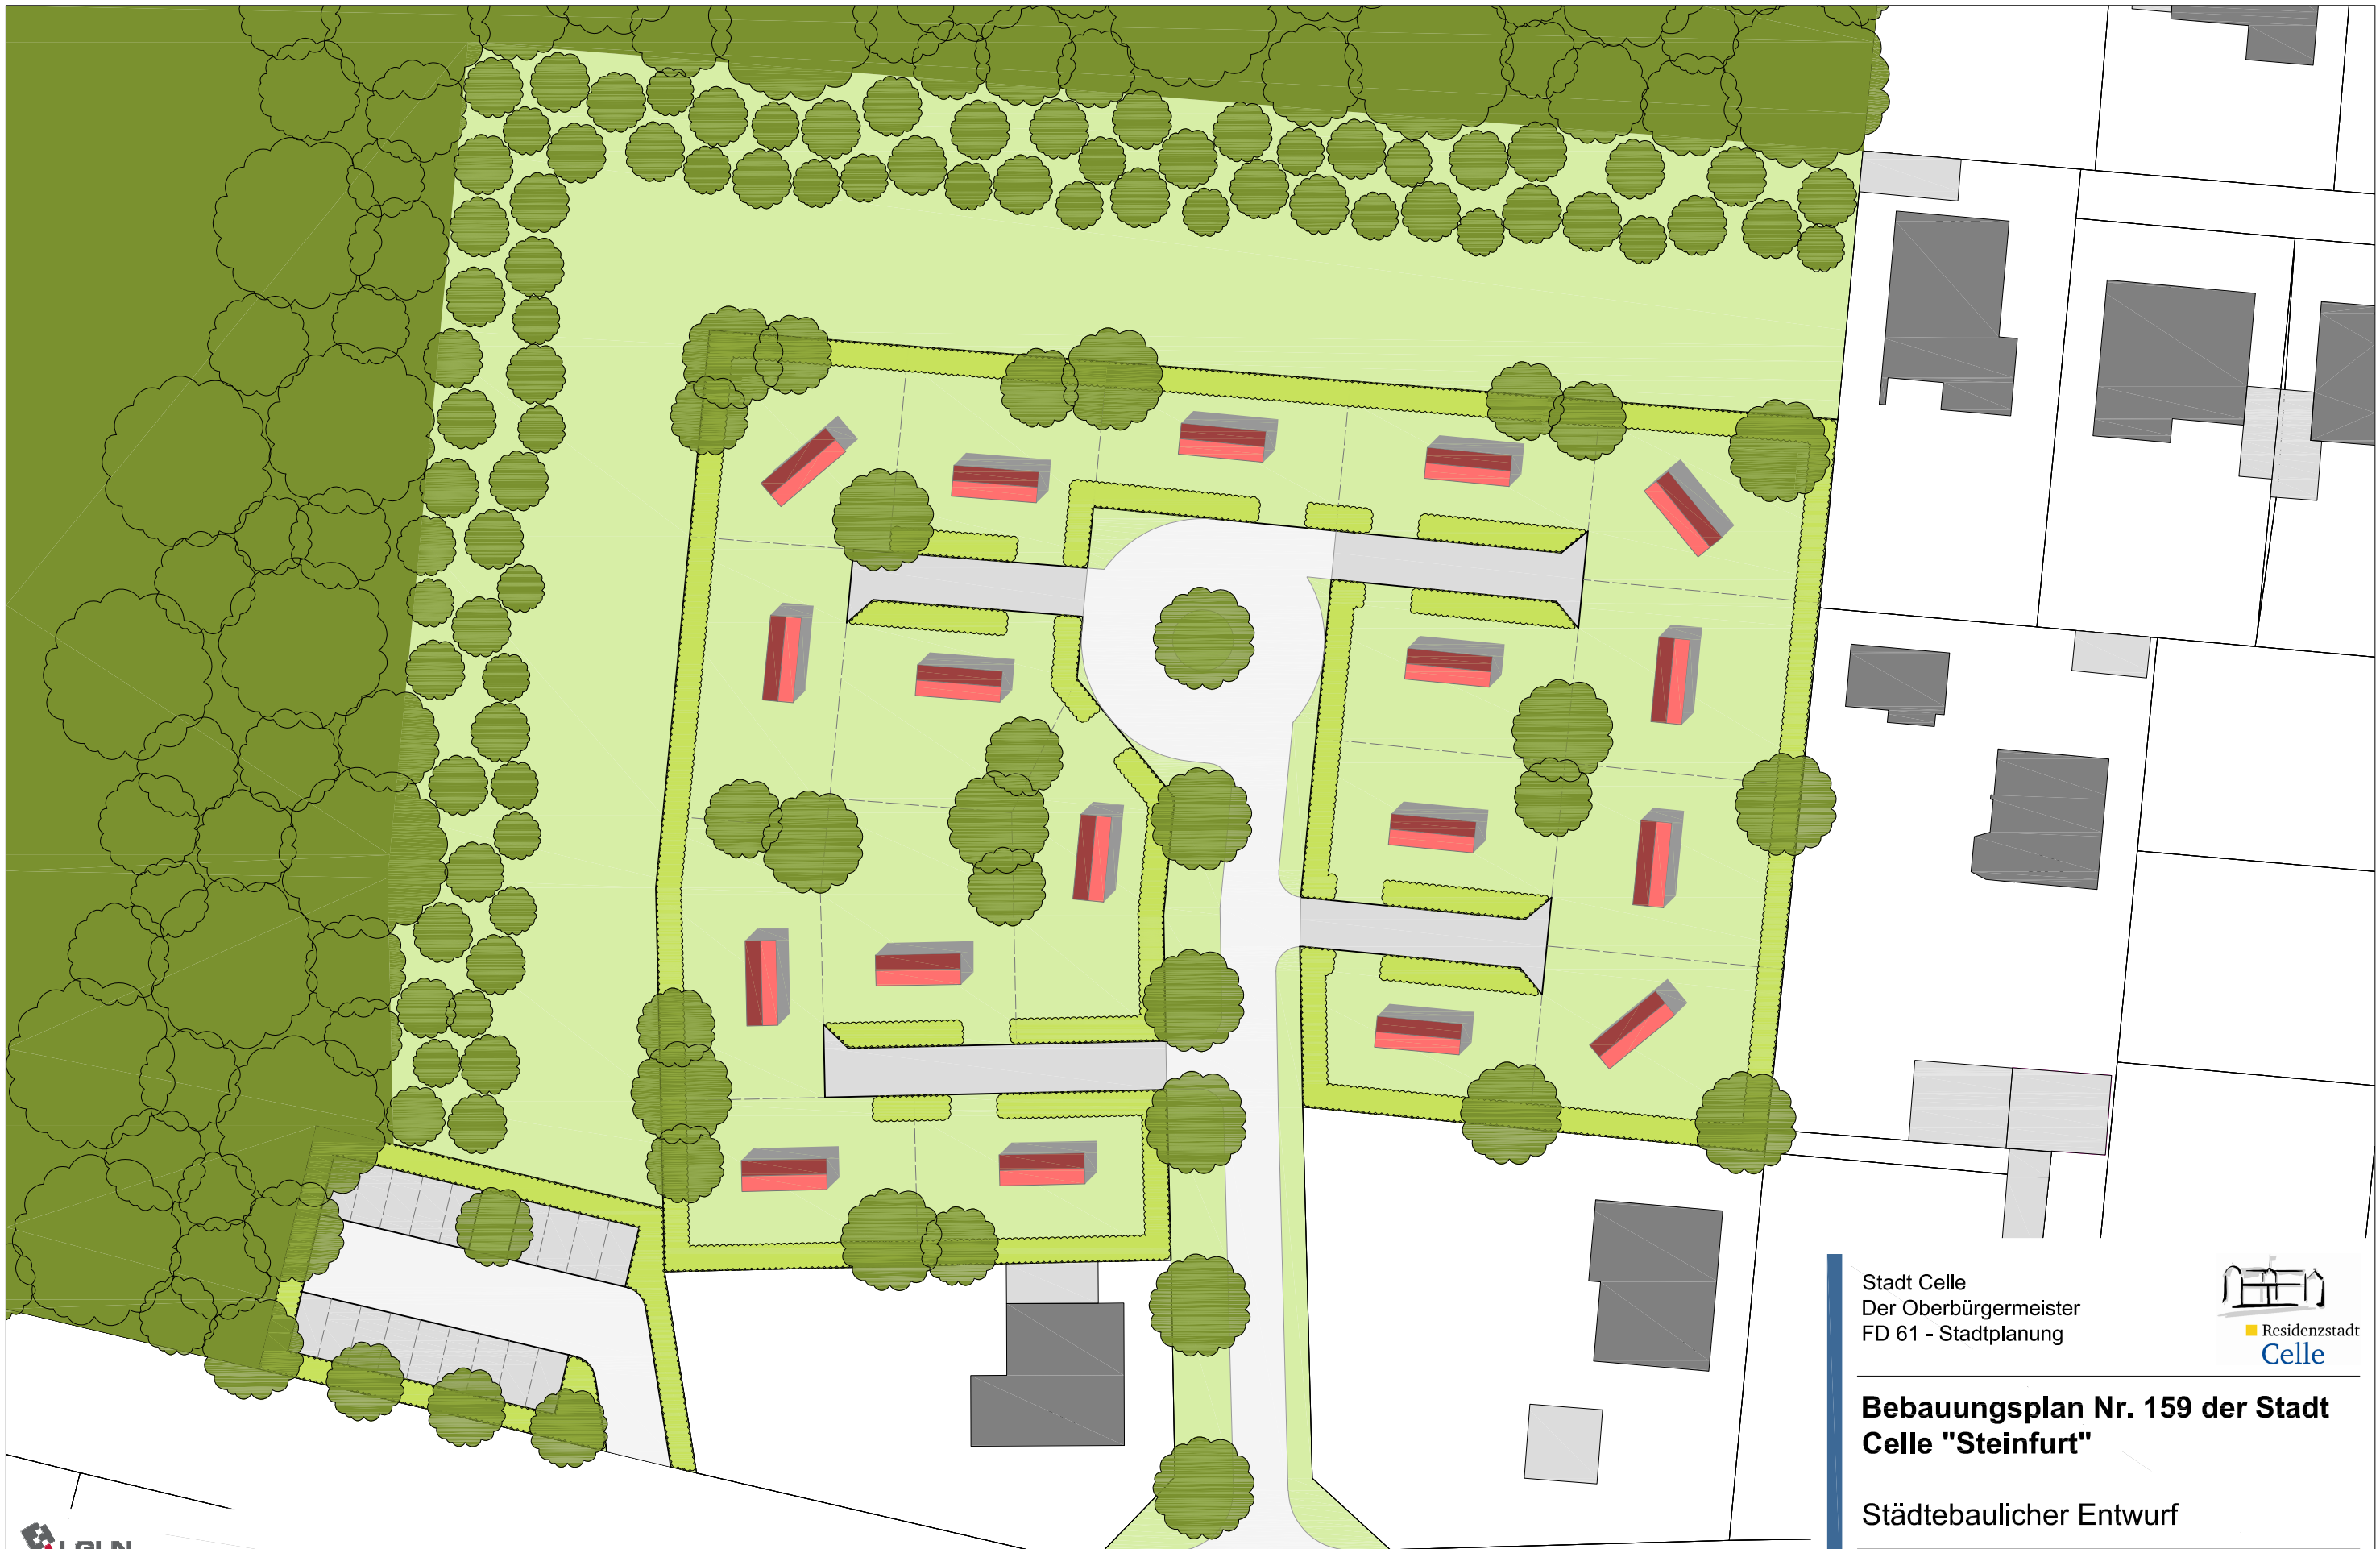 Stadt Celle
Der Oberbürgermeister
FD 61 - Stadtplanung
Residenzstadt
Celle
Bebauungsplan Nr. 159 der Stadt
Celle "Steinfurt"
Städtebaulicher Entwurf